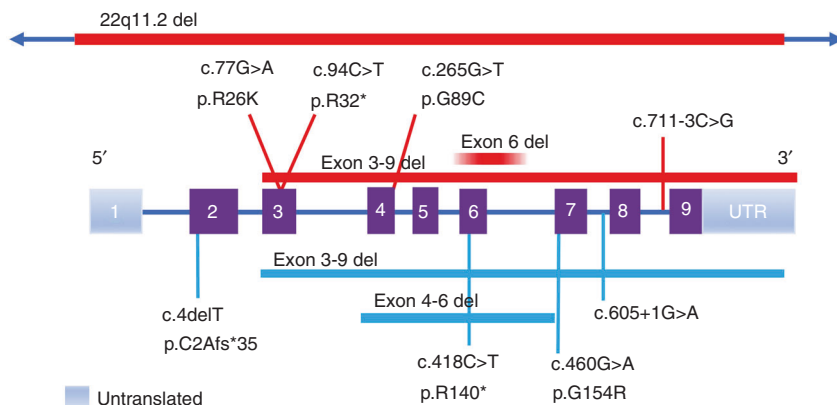 22q11.2 del
c.77G>A
p.R26K
c.94C>T
p.R32*
c.265G>T
p.G89C
c.711-3C>G
Exon 6 del
Exon 3-9 del
5′
3′
1
2
3
4
5
6
7
8
9
UTR
Exon 3-9 del
Exon 4-6 del
c.4delT
p.C2Afs*35
c.605+1G>A
c.418C>T
p.R140*
c.460G>A
p.G154R
Untranslated